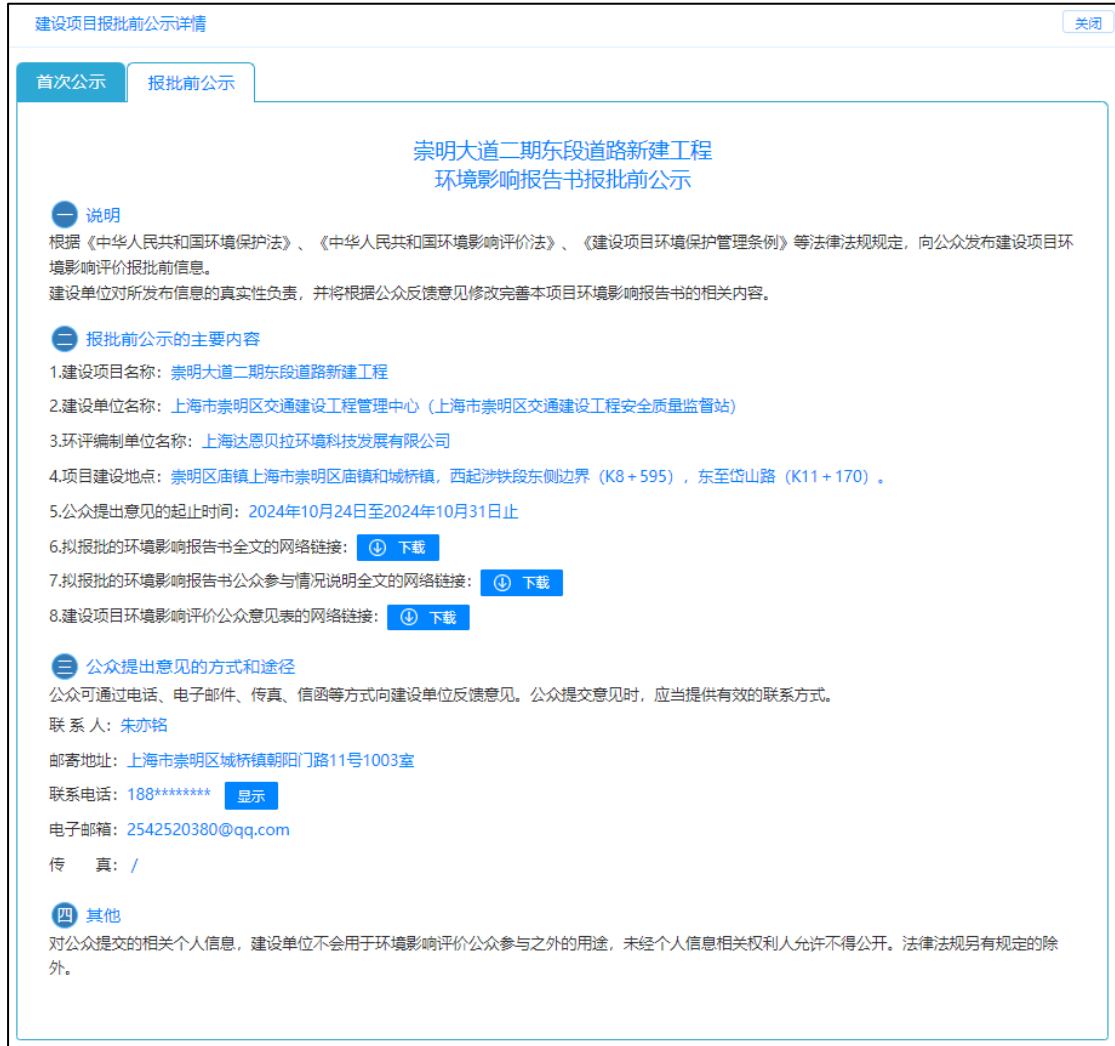 建设项目报批前公示详情
关闭
首次公示
报批前公示
崇明大道二期东段道路新建工程
环境影响报告书报批前公示
一 说明
根据《中华人民共和国环境保护法》、《中华人民共和国环境影响评价法》、《建设项目环境保护管理条例》等法律法规规定，向公众发布建设项目环
境影响评价报批前信息。
建设单位对所发布信息的真实性负责，并将根据公众反馈意见修改完善本项目环境影响报告书的相关内容。
二 报批前公示的主要内容
1.建设项目名称：崇明大道二期东段道路新建工程
2.建设单位名称：上海市崇明区交通建设工程管理中心（上海市崇明区交通建设工程安全质量监督站）
3.环评编制单位名称：上海达恩贝拉环境科技发展有限公司
4.项目建设地点：崇明区庙镇上海市崇明区庙镇和城桥镇，西起涉铁段东侧边界（K8+595），东至岱山路（K11+170）。
5.公众提出意见的起止时间：2024年10月24日至2024年10月31日止
6.拟报批的环境影响报告书全文的网络链接： 下载
7.拟报批的环境影响报告书公众参与情况说明全文的网络链接： 下载
8.建设项目环境影响评价公众意见表的网络链接： 下载
三 公众提出意见的方式和途径
公众可通过电话、电子邮件、传真、信函等方式向建设单位反馈意见。公众提交意见时，应当提供有效的联系方式。
联 系 人：朱亦铭
邮寄地址：上海市崇明区城桥镇朝阳门路11号1003室
联系电话：188******** 显示
电子邮箱：2542520380@qq.com
传 真：/
四 其他
对公众提交的相关个人信息，建设单位不会用于环境影响评价公众参与之外的用途，未经个人信息相关权利人允许不得公开。法律法规另有规定的除
外。